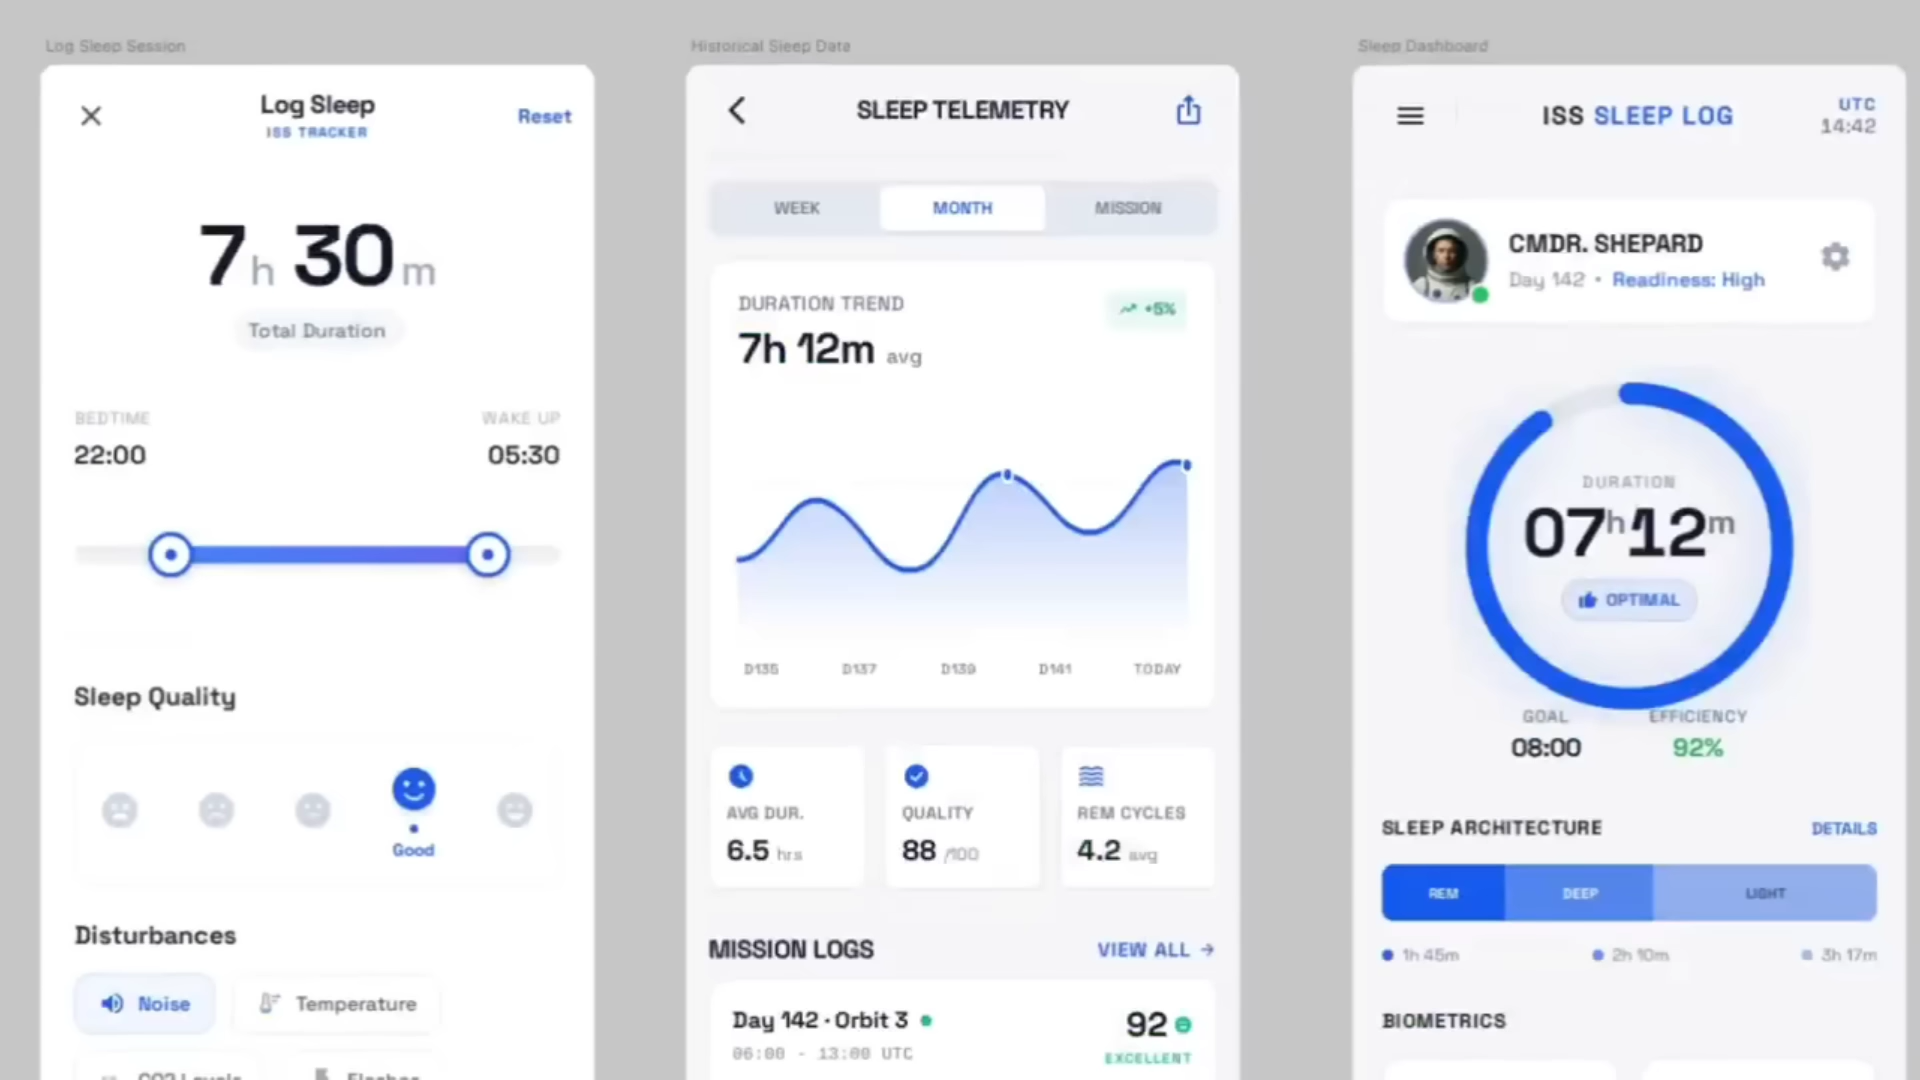 Log Sleep Session
Log Sleep
ISS TRACKER
Reset
7h 30m
Total Duration
BEDTIME
WAKE UP
22:00
05:30
Sleep Quality
Good
Disturbances
Noise
Temperature
CO2 Levels
Historical Sleep Data
SLEEP TELEMETRY
WEEK
MONTH
MISSION
DURATION TREND
+5%
7h 12m avg
D135
D137
D139
D141
TODAY
AVG DUR.
6.5 hrs
QUALITY
88 /100
REM CYCLES
4.2 avg
MISSION LOGS
VIEW ALL →
Day 142 · Orbit 3
92
06:00 - 13:00 UTC
EXCELLENT
Sleep Dashboard
ISS SLEEP LOG
UTC
14:42
CMDR. SHEPARD
Day 142 • Readiness: High
DURATION
07h12m
OPTIMAL
GOAL
EFFICIENCY
08:00
92%
SLEEP ARCHITECTURE
DETAILS
REM
DEEP
LIGHT
1h 45m
2h 10m
3h 17m
BIOMETRICS